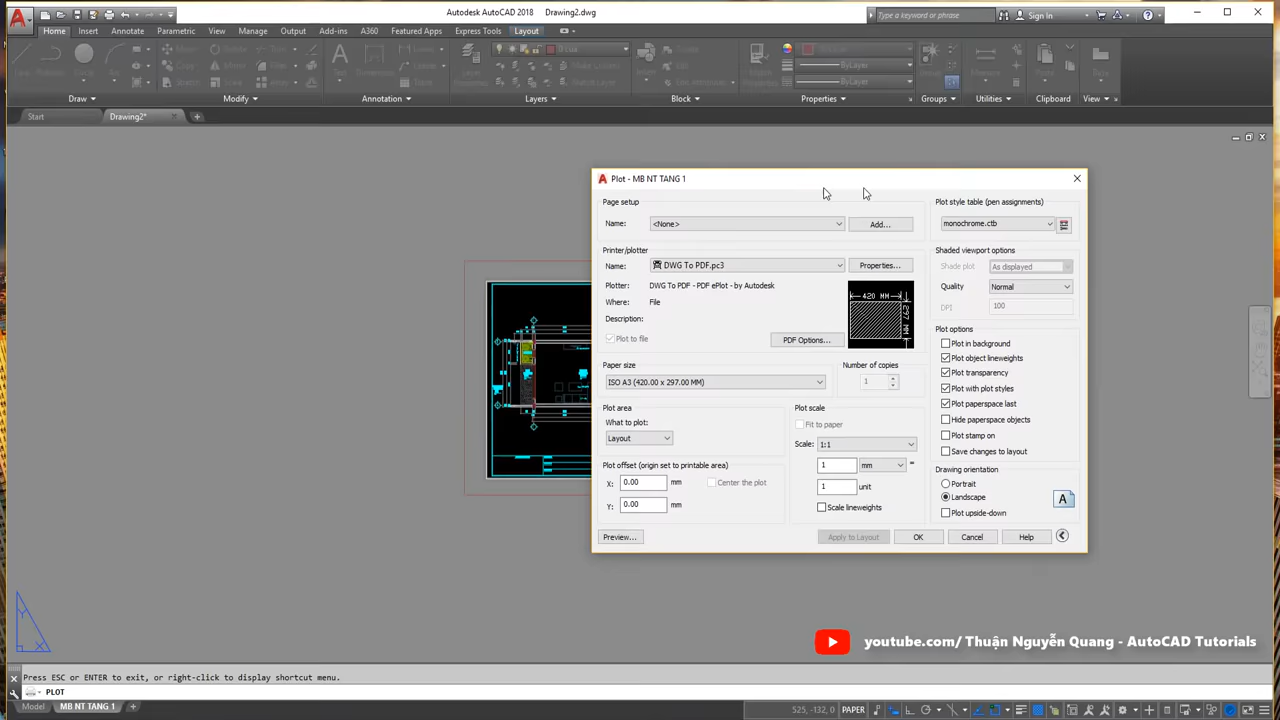 Autodesk AutoCAD 2018 Drawing2.dwg
Type a keyword or phrase
Sign In
Home Insert Annotate Parametric View Manage Output Add-ins A360 Featured Apps Express Tools Layout
ByLayer
ByLayer
Draw Modify Annotation Layers Block Properties Groups Utilities Clipboard View
Start Drawing2*
Plot - MB NT TANG 1
Page setup
Name: <None> Add...
Printer/plotter
Name: DWG To PDF.pc3 Properties...
Plotter: DWG To PDF - PDF ePlot - by Autodesk
Where: File
Description:
Plot to file
PDF Options...
420 MM
297 MM
Paper size
ISO A3 (420.00 x 297.00 MM)
Number of copies
1
Plot area
What to plot:
Layout
Plot offset (origin set to printable area)
X: 0.00 mm Center the plot
Y: 0.00 mm
Plot scale
Fit to paper
Scale: 1:1
1 mm =
1 unit
Scale lineweights
Plot style table (pen assignments)
monochrome.ctb
Shaded viewport options
Shade plot As displayed
Quality Normal
DPI 100
Plot options
Plot in background
Plot object lineweights
Plot transparency
Plot with plot styles
Plot paperspace last
Hide paperspace objects
Plot stamp on
Save changes to layout
Drawing orientation
Portrait
Landscape
Plot upside-down
A
Preview... Apply to Layout OK Cancel Help
Y
X
youtube.com/ Thuận Nguyễn Quang - AutoCAD Tutorials
Press ESC or ENTER to exit, or right-click to display shortcut menu.
PLOT
Model MB NT TANG 1
525, -132, 0 PAPER